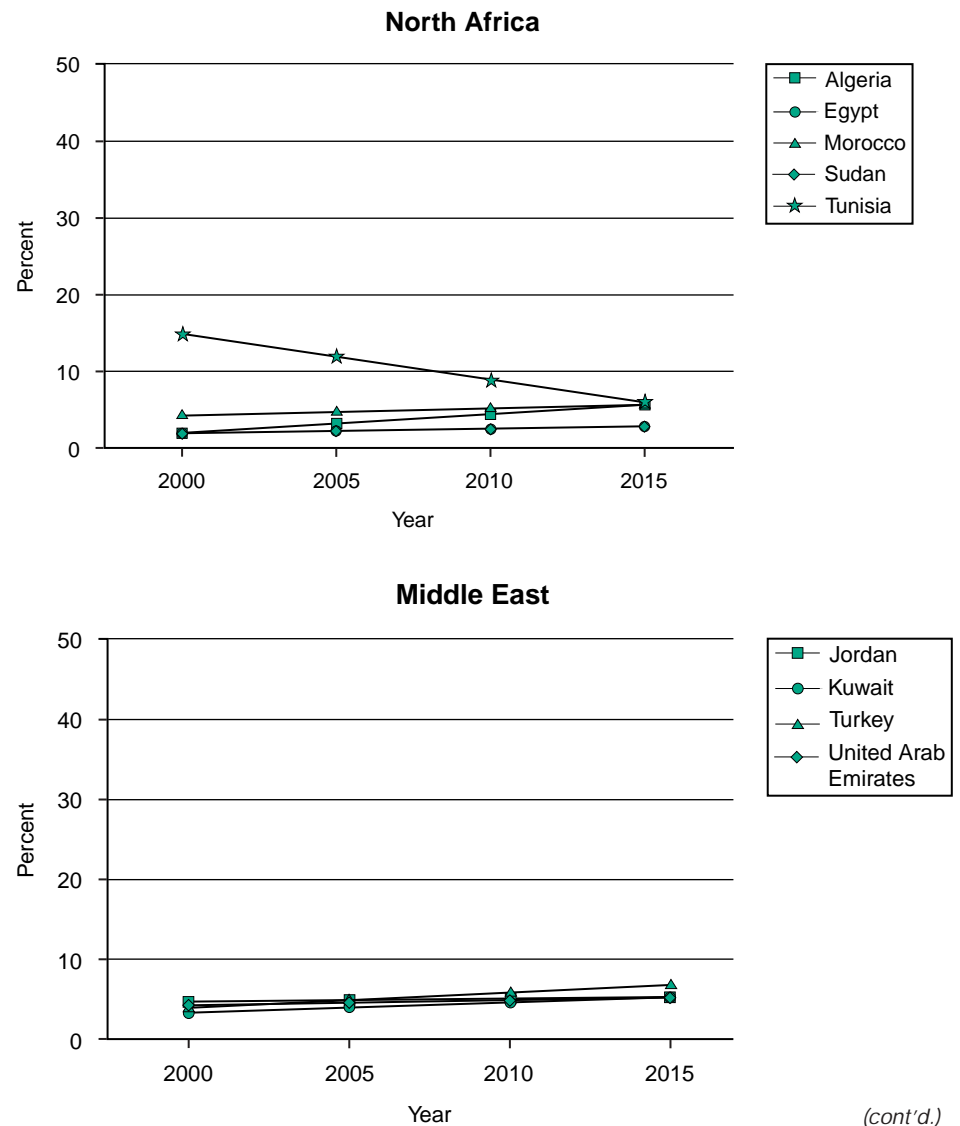 North Africa
50
40
30
20
10
0
Percent
2000 2005 2010 2015
Year
Algeria
Egypt
Morocco
Sudan
Tunisia
Middle East
50
40
30
20
10
0
Percent
2000 2005 2010 2015
Year
Jordan
Kuwait
Turkey
United Arab
Emirates
(cont'd.)